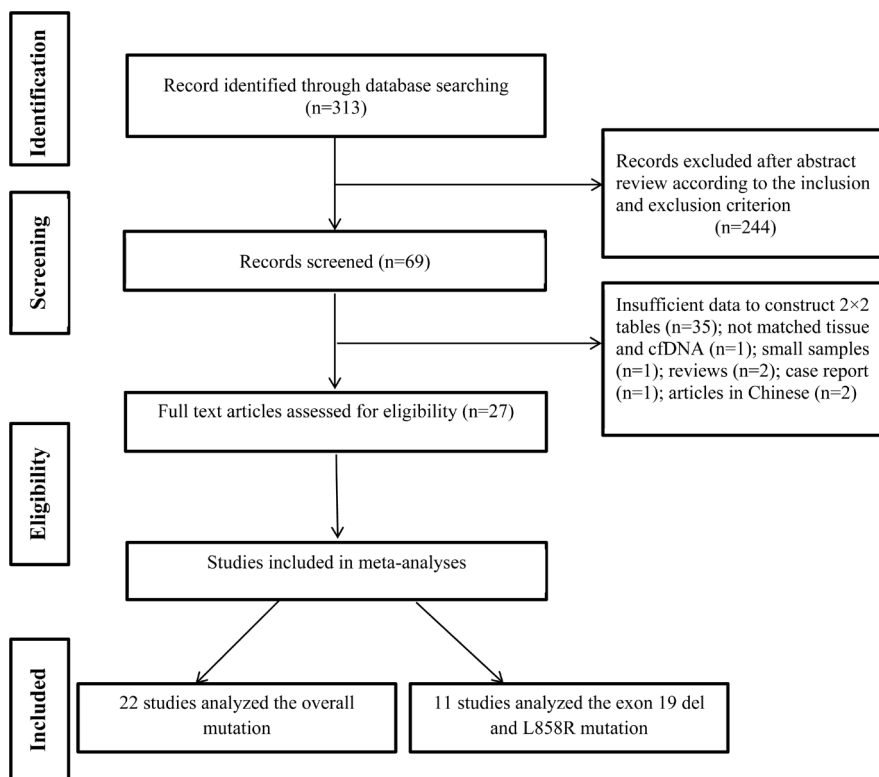 Identification
Record identified through database searching
(n=313)
Records excluded after abstract
review according to the inclusion
and exclusion criterion
(n=244)
Screening
Records screened (n=69)
Insufficient data to construct 2×2
tables (n=35); not matched tissue
and cfDNA (n=1); small samples
(n=1); reviews (n=2); case report
(n=1); articles in Chinese (n=2)
Full text articles assessed for eligibility (n=27)
Eligibility
Studies included in meta-analyses
Included
22 studies analyzed the overall
mutation
11 studies analyzed the exon 19 del
and L858R mutation